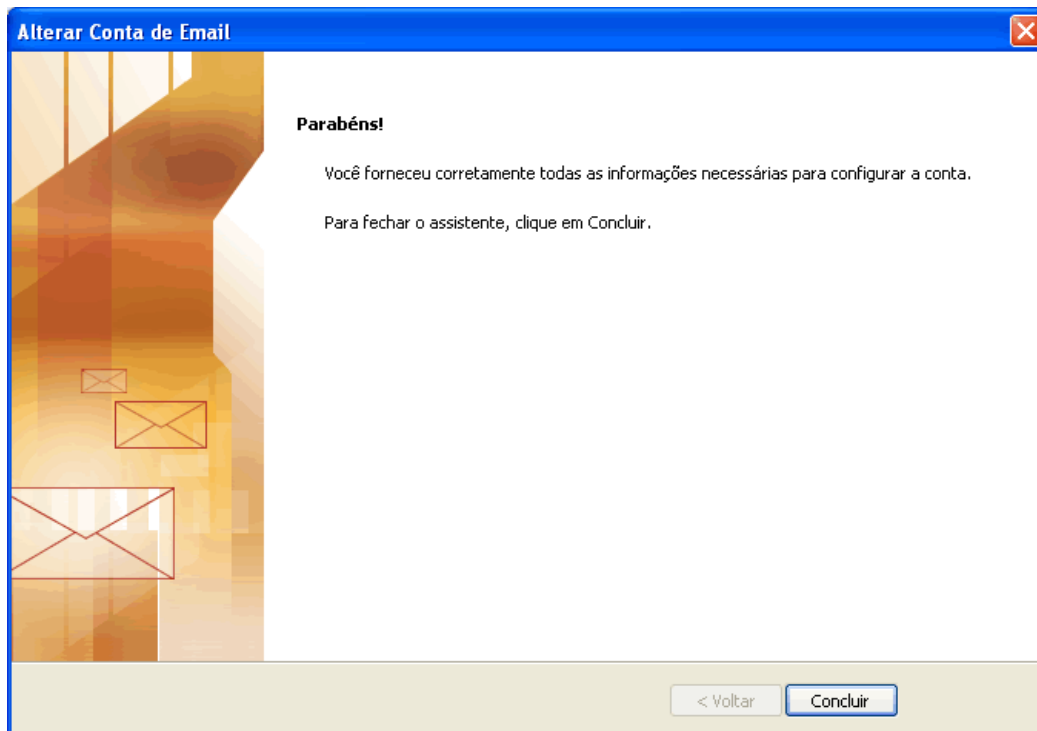 Alterar Conta de Email
Parabéns!
Você forneceu corretamente todas as informações necessárias para configurar a conta.
Para fechar o assistente, clique em Concluir.
< Voltar
Concluir